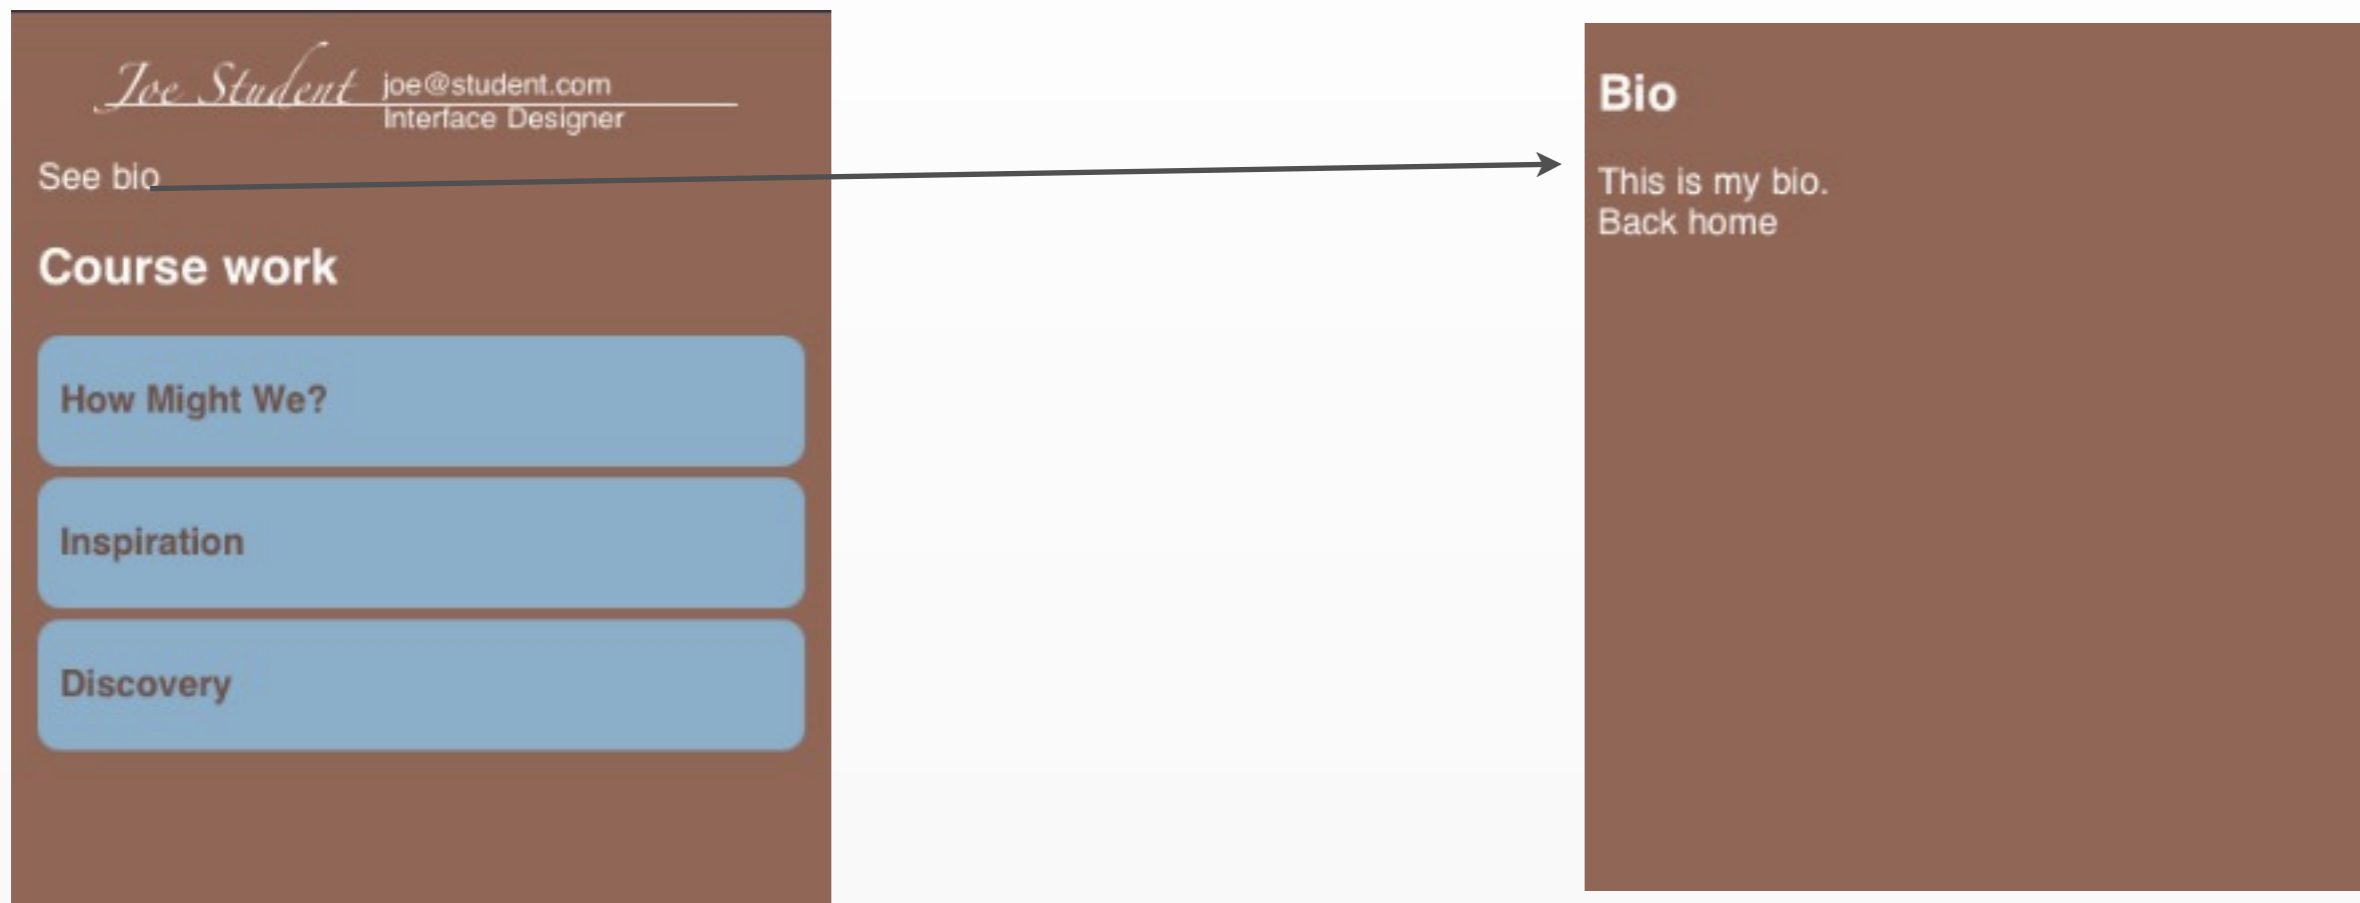 Joe Student
joe@student.com
Interface Designer
See bio
Course work
How Might We?
Inspiration
Discovery
Bio
This is my bio.
Back home